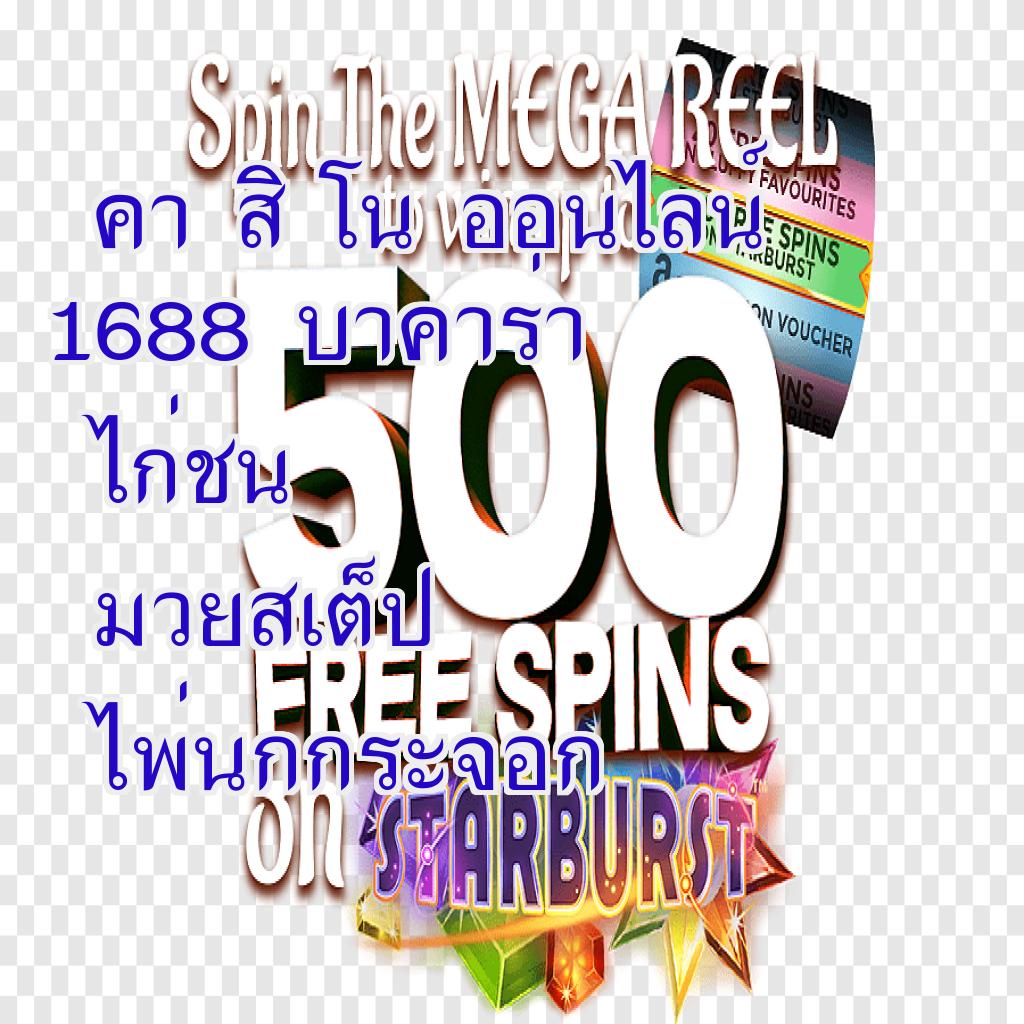 Spin The MEGA REEL
คา สิ โน ออนไลน์
1688 บาคาร่า
ไก่ชน
มวยสเต็ป
ไพ่นกกระจอก
500
FREE SPINS
on STARBURST™
FAVOURITES
SPINS
VOUCHER